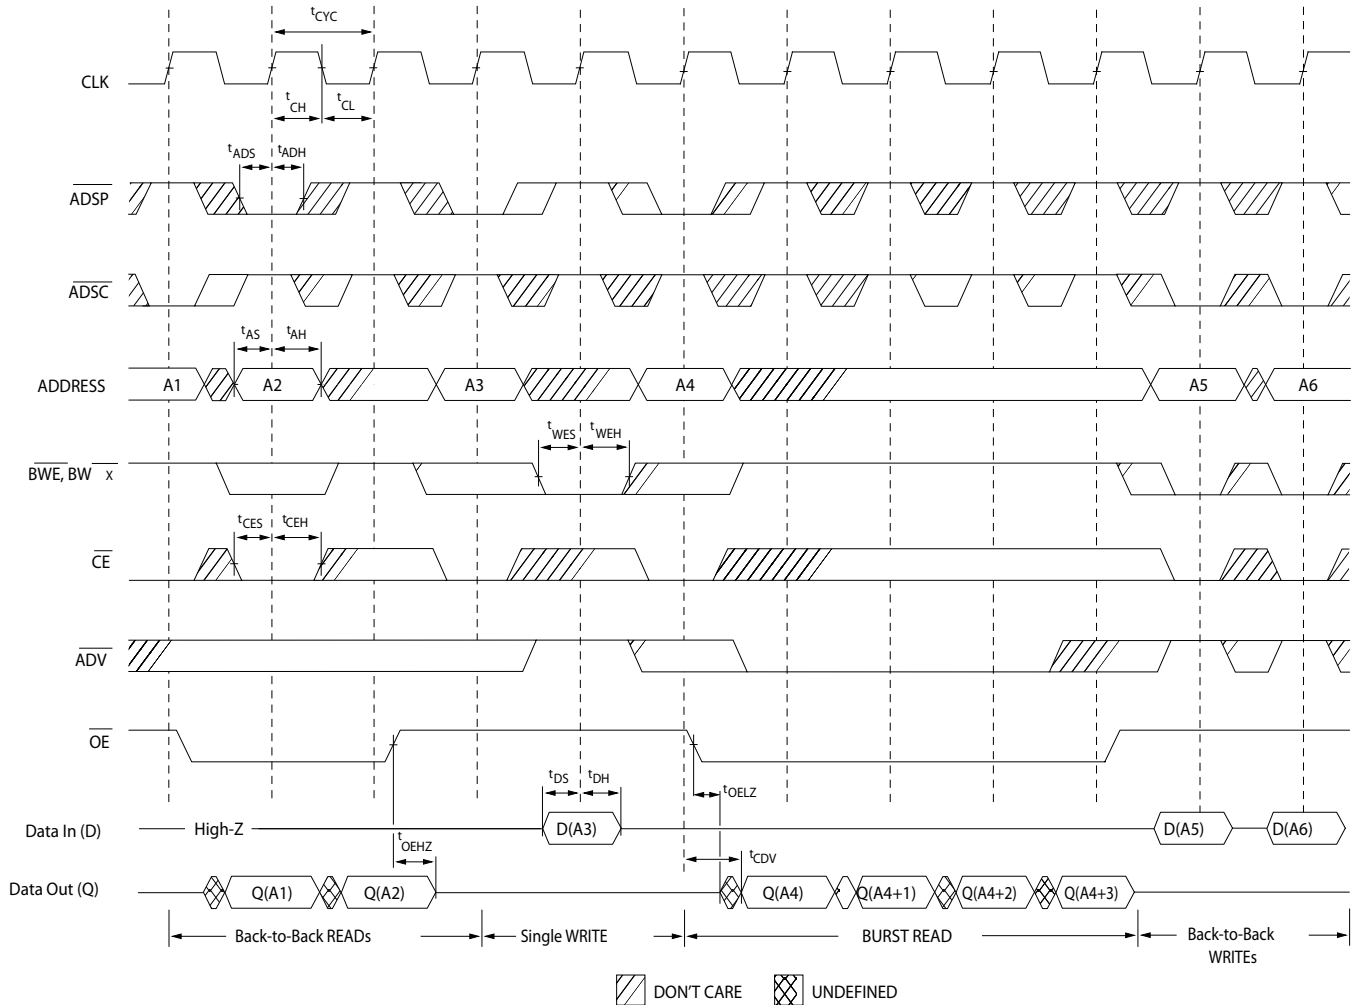 tCYC
CLK
tCH tCL
tADS tADH
ADSP
ADSC
tAS tAH
ADDRESS A1 A2 A3 A4 A5 A6
tWES tWEH
BWE, BW X
tCES tCEH
CE
ADV
OE
tDS tDH
tOELZ
Data In (D) High-Z D(A3) D(A5) D(A6)
tOEHZ tCDV
Data Out (Q) Q(A1) Q(A2) Q(A4) Q(A4+1) Q(A4+2) Q(A4+3)
Back-to-Back READs Single WRITE BURST READ Back-to-Back
WRITEs
DON'T CARE UNDEFINED